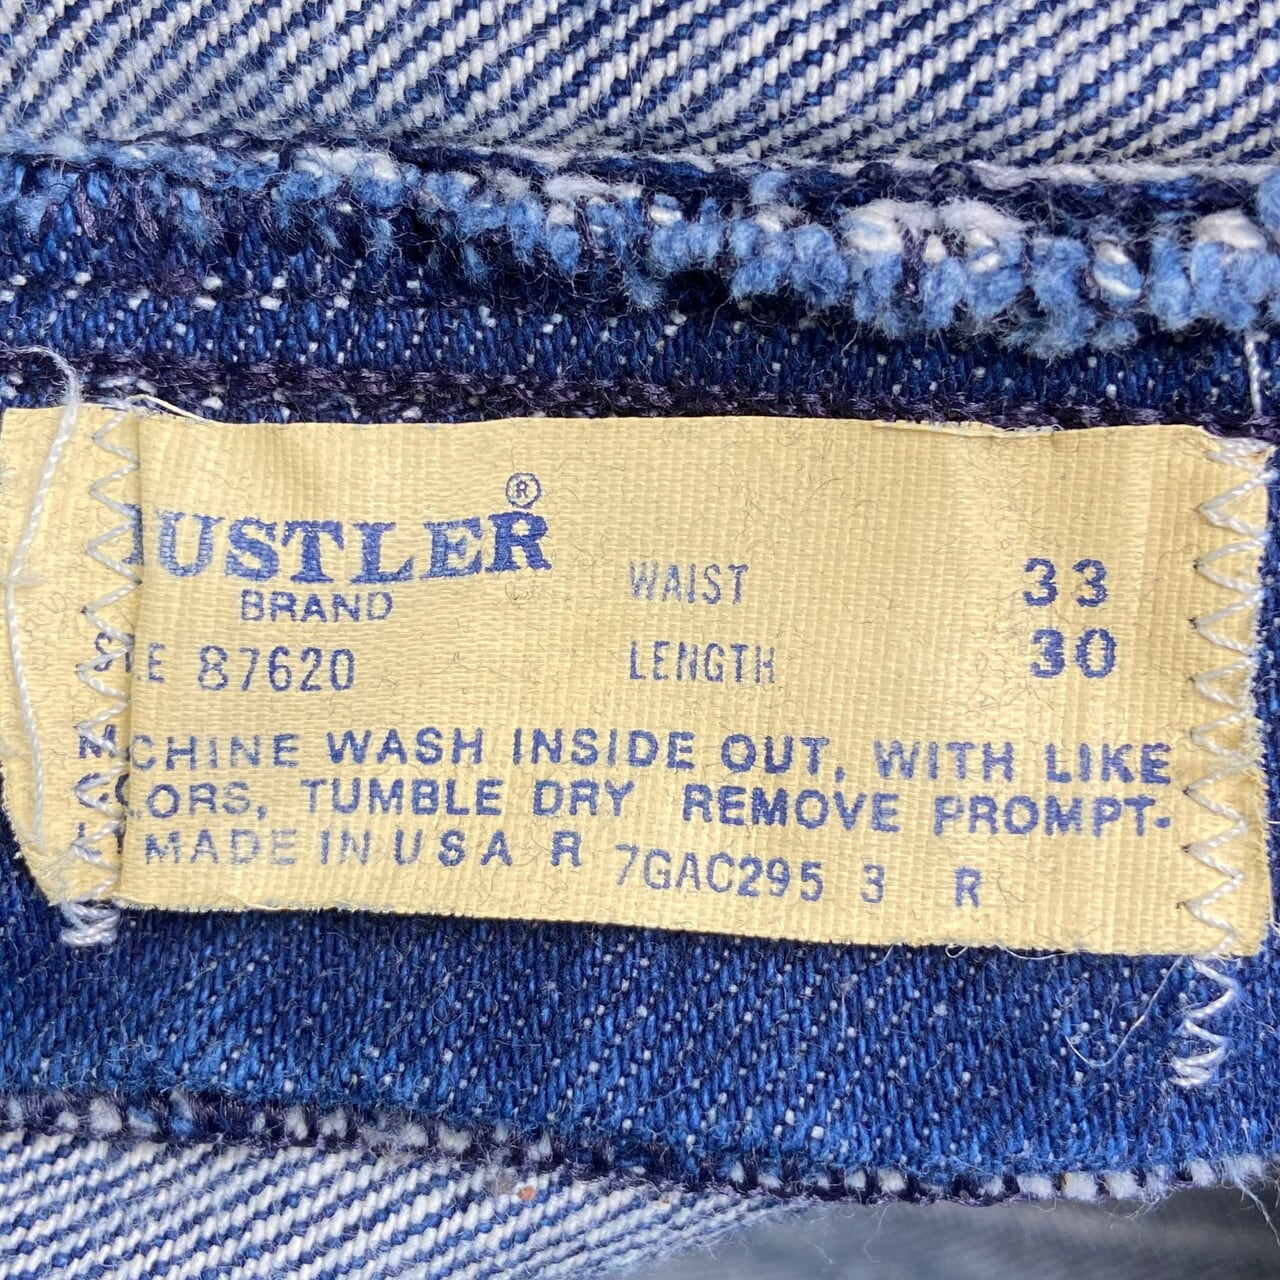 USTLER®
BRAND
WAIST 33
87620
LENGTH 30
CHINE WASH INSIDE OUT, WITH LIKE
ORS, TUMBLE DRY REMOVE PROMPT-
MADE IN USA R 7GAC295 3 R